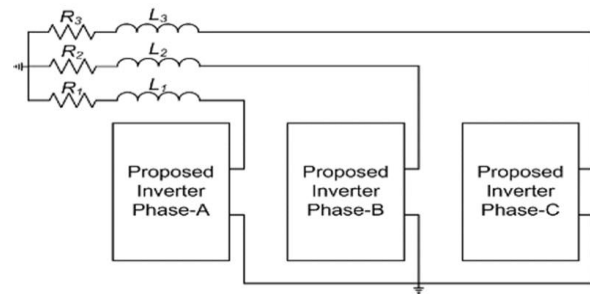 R3 L3
R2 L2
R1 L1
Proposed Inverter Phase-A
Proposed Inverter Phase-B
Proposed Inverter Phase-C